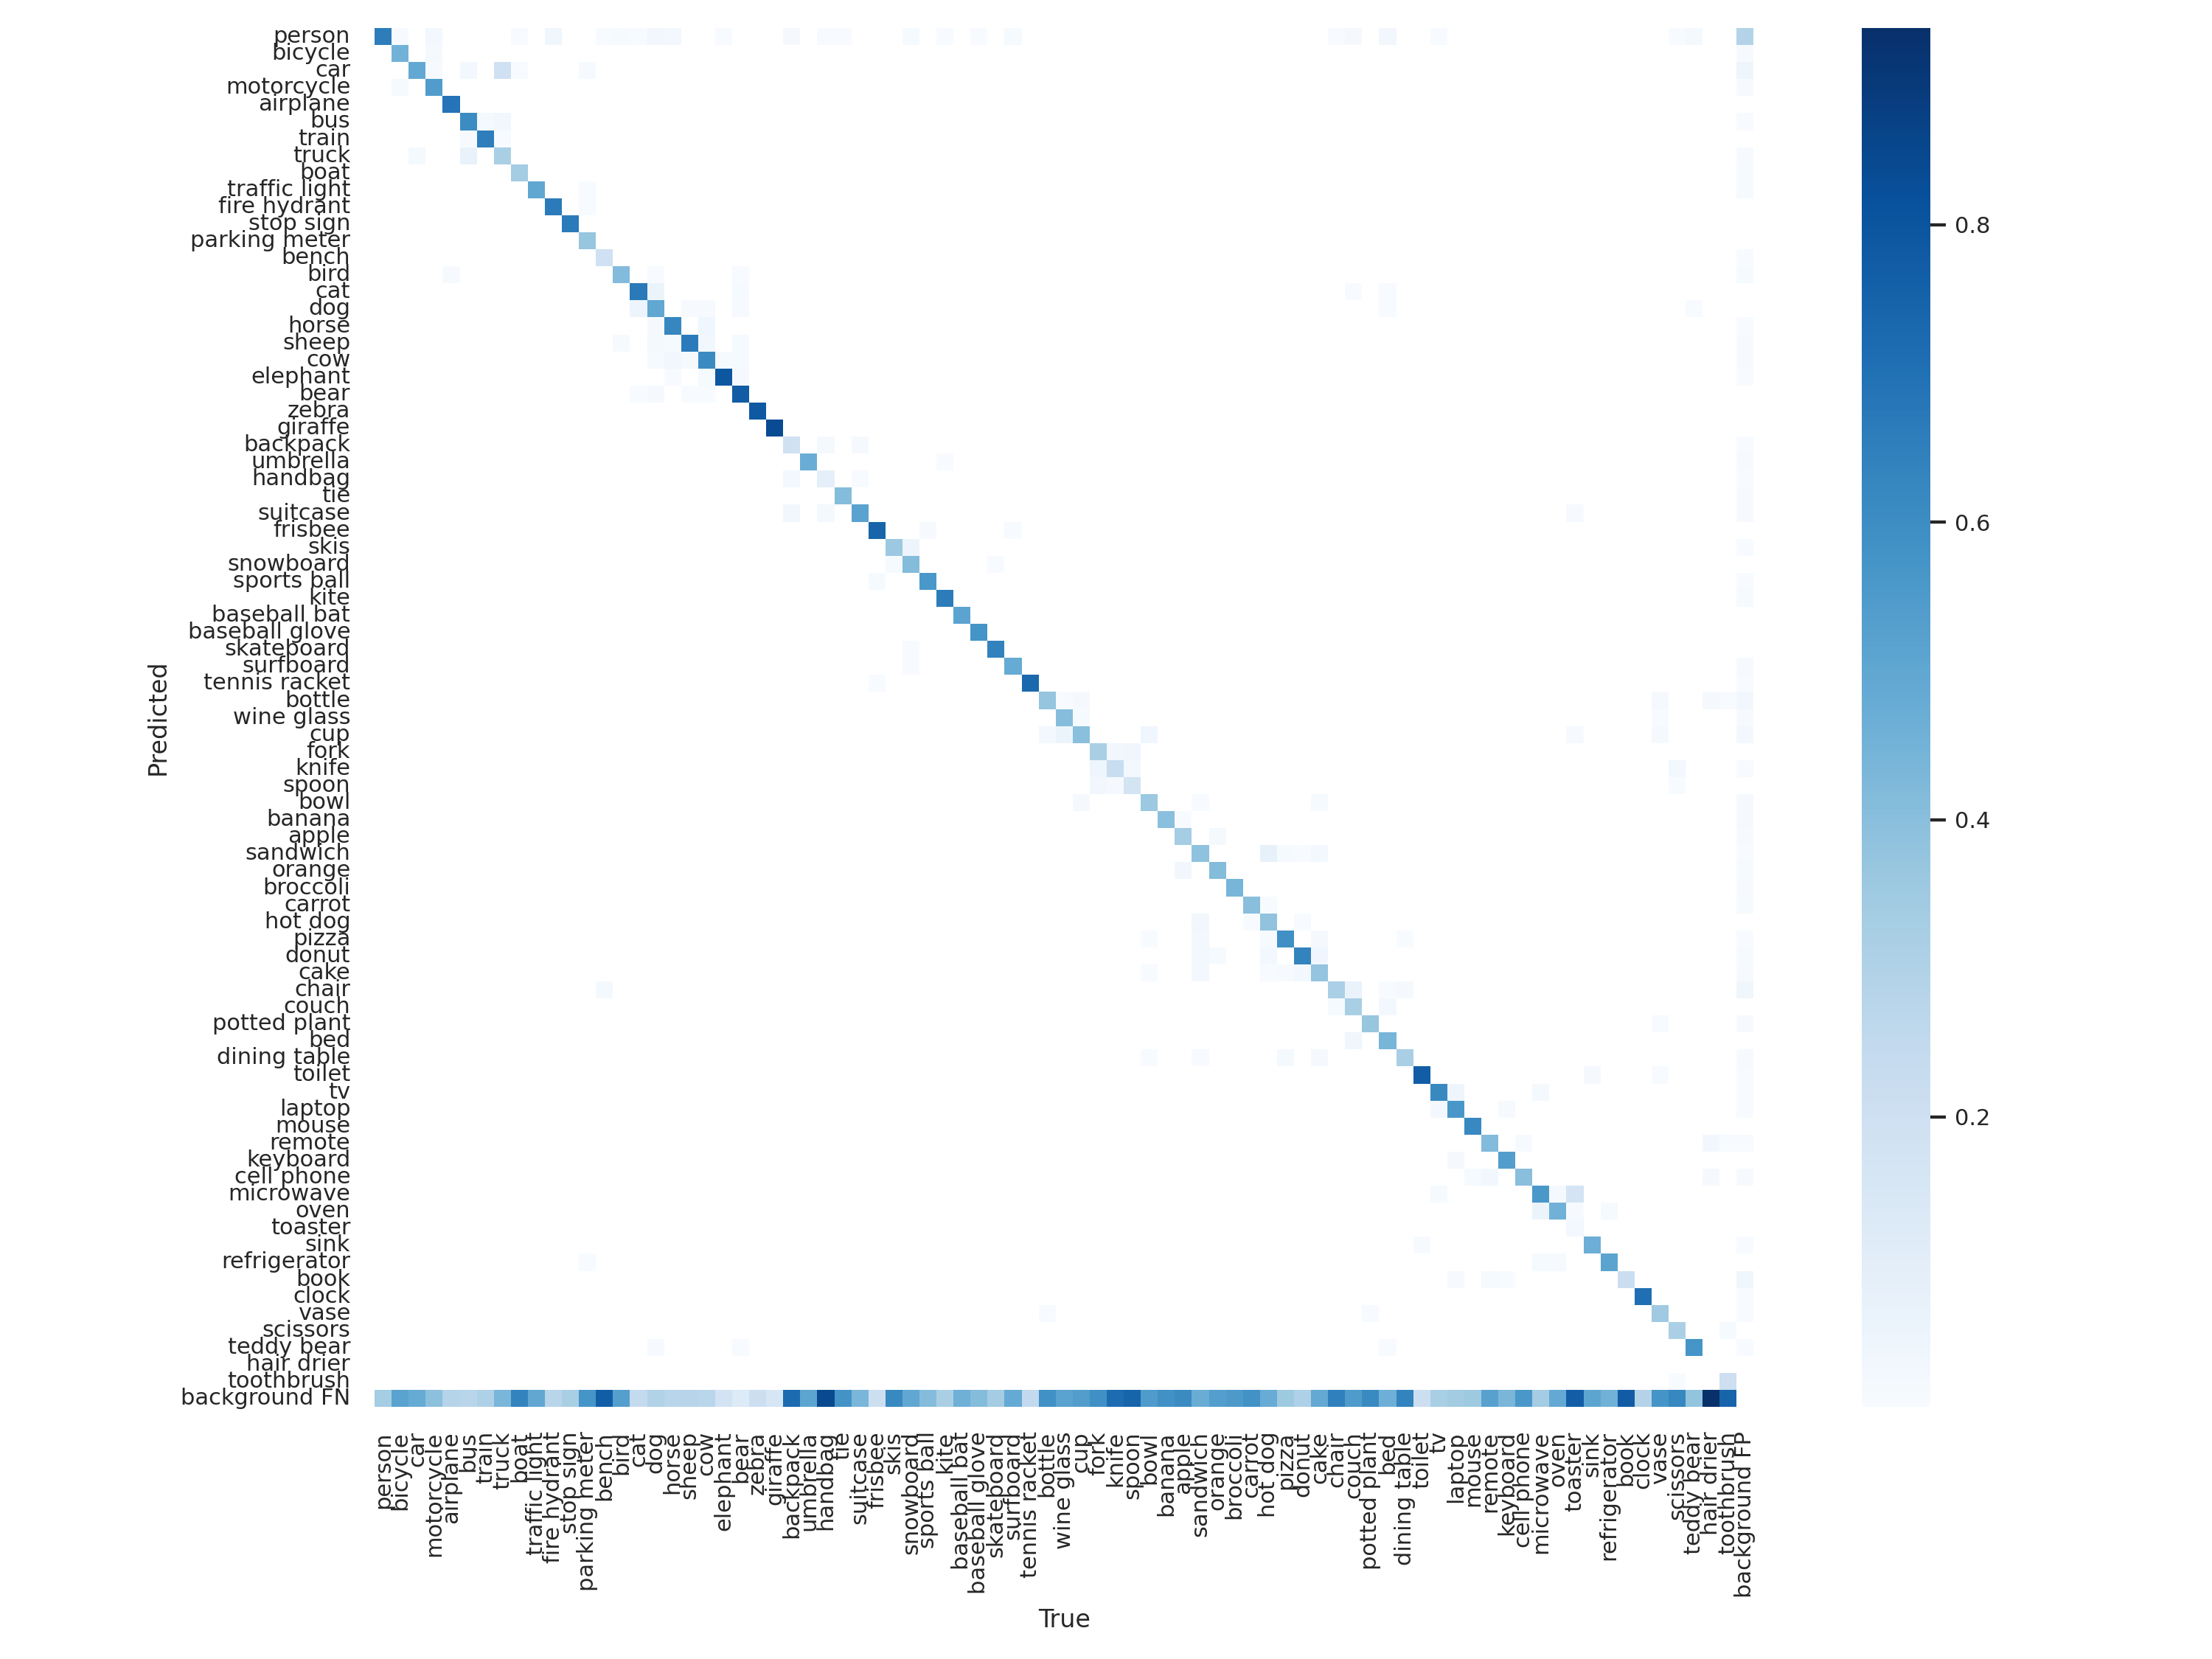 person
bicycle
car
motorcycle
airplane
bus
train
truck
boat
traffic light
fire hydrant
stop sign
parking meter
bench
bird
cat
dog
horse
sheep
cow
elephant
bear
zebra
giraffe
backpack
umbrella
handbag
tie
suitcase
frisbee
skis
snowboard
sports ball
kite
baseball bat
baseball glove
skateboard
surfboard
tennis racket
bottle
wine glass
cup
fork
knife
spoon
bowl
banana
apple
sandwich
orange
broccoli
carrot
hot dog
pizza
donut
cake
chair
couch
potted plant
bed
dining table
toilet
tv
laptop
mouse
remote
keyboard
cell phone
microwave
oven
toaster
sink
refrigerator
book
clock
vase
scissors
teddy bear
hair drier
toothbrush
background FN
Predicted
person
bicycle
car
motorcycle
airplane
bus
train
truck
boat
traffic light
fire hydrant
stop sign
parking meter
bench
bird
cat
dog
horse
sheep
cow
elephant
bear
zebra
giraffe
backpack
umbrella
handbag
tie
suitcase
frisbee
skis
snowboard
sports ball
kite
baseball bat
baseball glove
skateboard
surfboard
tennis racket
bottle
wine glass
cup
fork
knife
spoon
bowl
banana
apple
sandwich
orange
broccoli
carrot
hot dog
pizza
donut
cake
chair
couch
potted plant
bed
dining table
toilet
tv
laptop
mouse
remote
keyboard
cell phone
microwave
oven
toaster
sink
refrigerator
book
clock
vase
scissors
teddy bear
hair drier
toothbrush
background FP
True
0.8
0.6
0.4
0.2